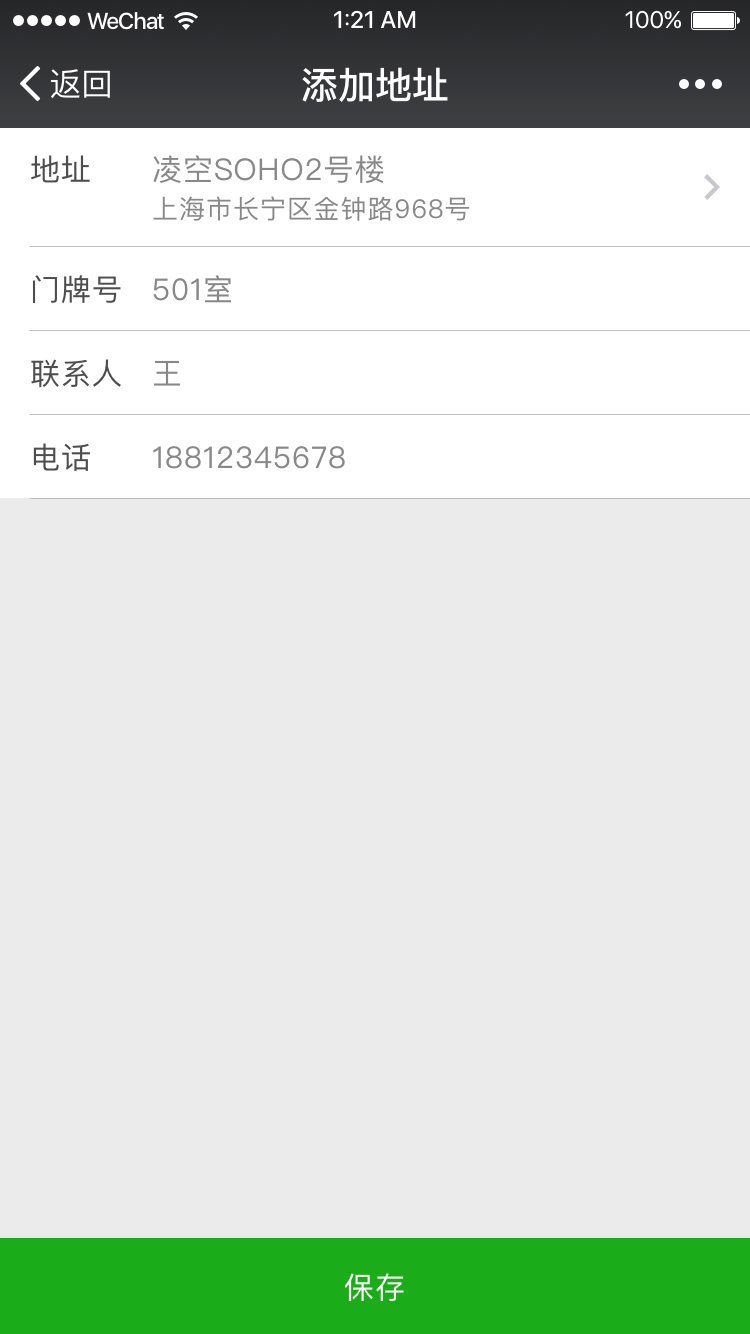 ●●●●● WeChat 1:21 AM 100%
返回 添加地址 •••
地址 凌空SOHO2号楼
上海市长宁区金钟路968号
门牌号 501室
联系人 王
电话 18812345678
保存